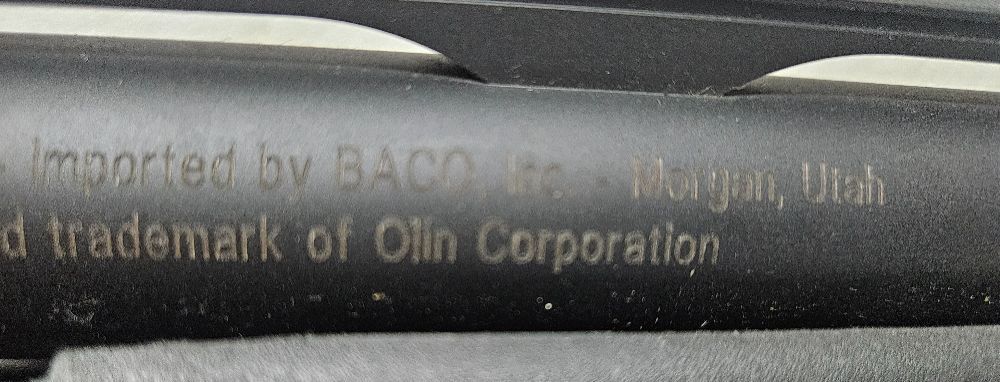 - Imported by BACO, Inc. - Morgan, Utah
d trademark of Olin Corporation